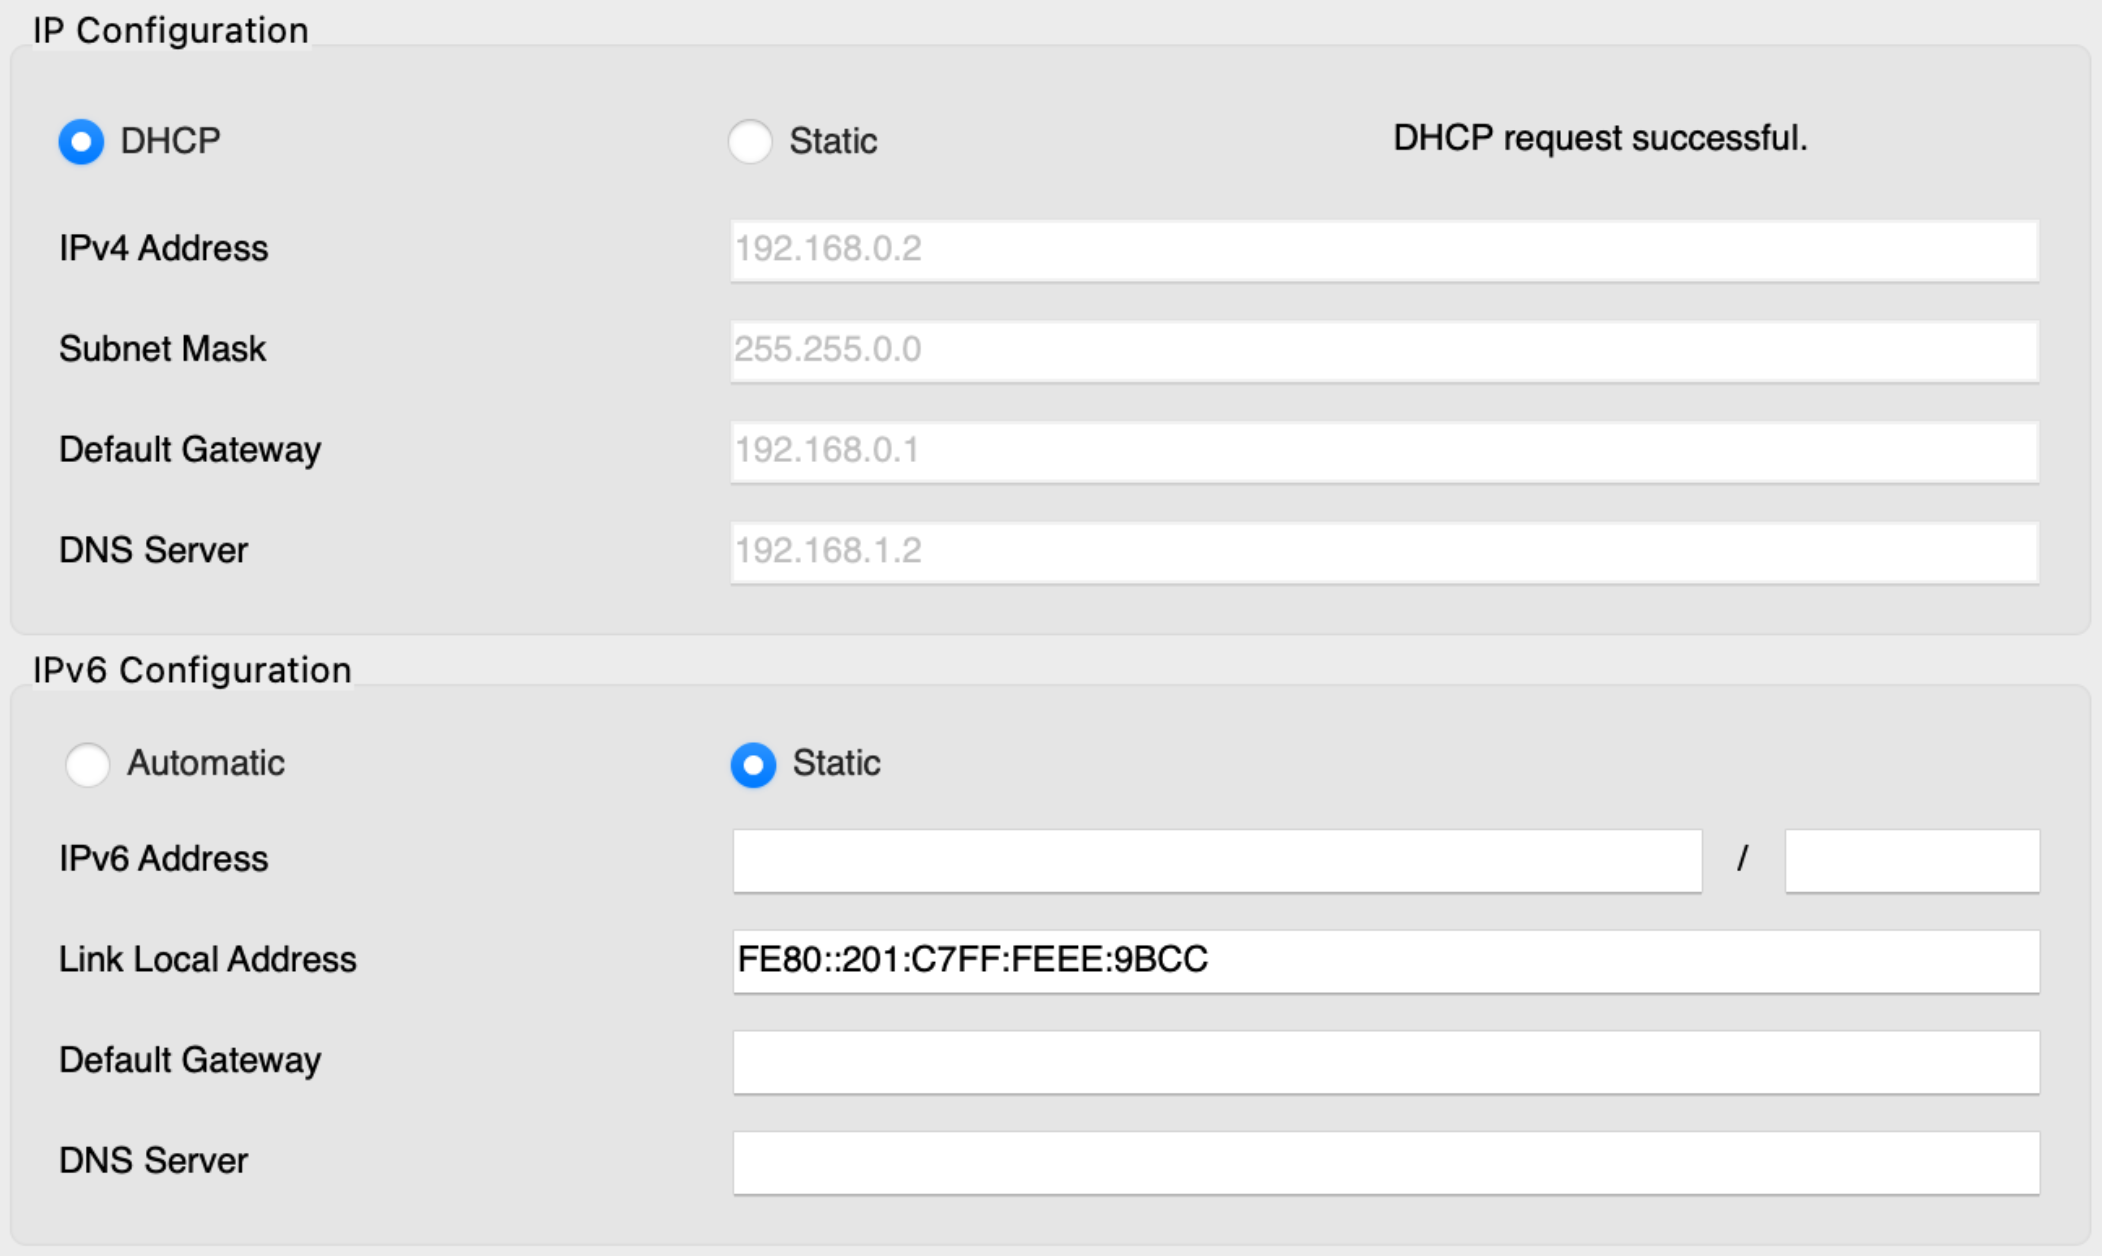 IP Configuration
DHCP Static DHCP request successful.
IPv4 Address 192.168.0.2
Subnet Mask 255.255.0.0
Default Gateway 192.168.0.1
DNS Server 192.168.1.2
IPv6 Configuration
Automatic Static
IPv6 Address /
Link Local Address FE80::201:C7FF:FEEE:9BCC
Default Gateway
DNS Server